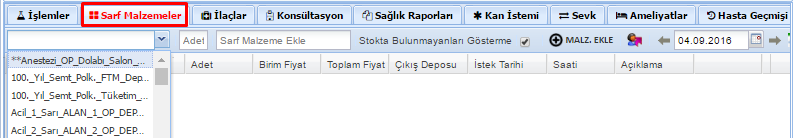 İşlemler Sarf Malzemeler İlaçlar Konsültasyon Sağlık Raporları Kan İstemi Sevk Ameliyatlar Hasta Geçmişi
Adet Sarf Malzeme Ekle Stokta Bulunmayanları Gösterme MALZ. EKLE 04.09.2016
**Anestezi_OP_Dolabı_Salon_...
Adet Birim Fiyat Toplam Fiyat Çıkış Deposu İstek Tarihi Saati Açıklama
100._Yıl_Semt_Polk._FTM_Dep...
100._Yıl_Semt_Polk._Tüketim_...
Acil_1_Sarı_ALAN_1_OP_DEP...
Acil_2_Sarı_ALAN_2_OP_DEP...